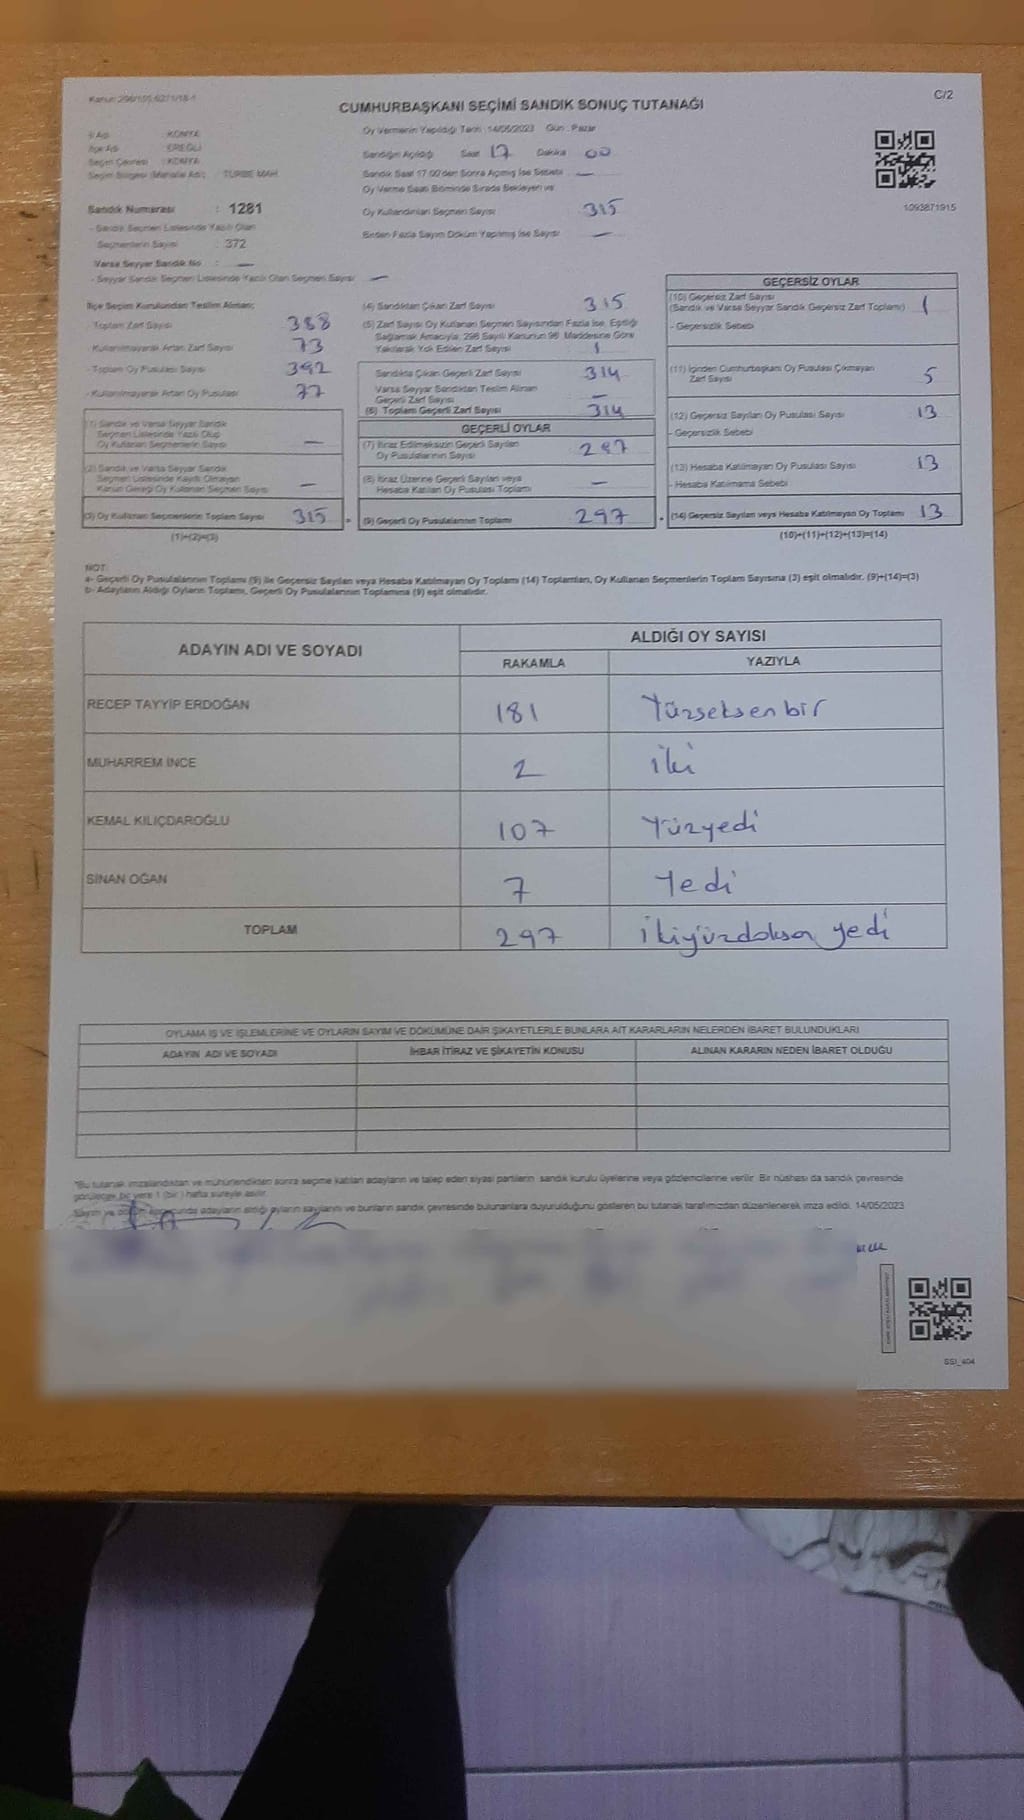 Kanun 298/105,6271/18-1
C/2
CUMHURBAŞKANI SEÇİMİ SANDIK SONUÇ TUTANAĞI
İl Adı : KONYA
İlçe Adı : EREĞLİ
Seçim Çevresi : KONYA
Seçim Bölgesi (Mahalle Adı) : TÜRBE MAH.
Sandık Numarası : 1281
- Sandık Seçmen Listesinde Yazılı Olan
Seçmenlerin Sayısı : 372
Varsa Seyyar Sandık No : —
- Seyyar Sandık Seçmen Listesinde Yazılı Olan Seçmen Sayısı —
Oy Vermenin Yapıldığı Tarih : 14/05/2023 Gün : Pazar
Sandığın Açıldığı Saat 17 Dakika 00
Sandık Saat 17.00'den Sonra Açılmış İse Sebebi —
Oy Verme Saati Bitiminde Sırada Bekleyen ve
Oy Kullandırılan Seçmen Sayısı 315
Birden Fazla Sayım Döküm Yapılmış İse Sayısı —
1093871915
İlçe Seçim Kurulundan Teslim Alınan;
- Toplam Zarf Sayısı 388
- Kullanılmayarak Artan Zarf Sayısı 73
- Toplam Oy Pusulası Sayısı 392
- Kullanılmayarak Artan Oy Pusulası 77
(1) Sandık ve Varsa Seyyar Sandık
Seçmen Listesinde Yazılı Olup
Oy Kullanan Seçmenlerin Sayısı —
(2) Sandık ve Varsa Seyyar Sandık
Seçmen Listesinde Kayıtlı Olmayan
Kanun Gereği Oy Kullanan Seçmen Sayısı —
(3) Oy Kullanan Seçmenlerin Toplam Sayısı 315
(1)+(2)=(3)
(4) Sandıktan Çıkan Zarf Sayısı 315
(5) Zarf Sayısı Oy Kullanan Seçmen Sayısından Fazla İse, Eşitliği
Sağlamak Amacıyla, 298 Sayılı Kanunun 98. Maddesine Göre
Yakılarak Yok Edilen Zarf Sayısı 1
Sandıkta Çıkan Geçerli Zarf Sayısı 314
Varsa Seyyar Sandıktan Teslim Alınan
Geçerli Zarf Sayısı —
(6) Toplam Geçerli Zarf Sayısı 314
GEÇERLİ OYLAR
(7) İtiraz Edilmeksizin Geçerli Sayılan
Oy Pusulalarının Sayısı 297
(8) İtiraz Üzerine Geçerli Sayılan veya
Hesaba Katılan Oy Pusulası Toplamı —
(9) Geçerli Oy Pusulalarının Toplamı 297
GEÇERSİZ OYLAR
(10) Geçersiz Zarf Sayısı
(Sandık ve Varsa Seyyar Sandık Geçersiz Zarf Toplamı) 1
- Geçersizlik Sebebi
(11) İçinden Cumhurbaşkanı Oy Pusulası Çıkmayan
Zarf Sayısı 5
(12) Geçersiz Sayılan Oy Pusulası Sayısı 13
- Geçersizlik Sebebi
(13) Hesaba Katılmayan Oy Pusulası Sayısı 13
- Hesaba Katılmama Sebebi
(14) Geçersiz Sayılan veya Hesaba Katılmayan Oy Toplamı 13
(10)+(11)+(12)+(13)=(14)
NOT:
a- Geçerli Oy Pusulalarının Toplamı (9) ile Geçersiz Sayılan veya Hesaba Katılmayan Oy Toplamı (14) Toplamları, Oy Kullanan Seçmenlerin Toplam Sayısına (3) eşit olmalıdır. (9)+(14)=(3)
b- Adayların Aldığı Oyların Toplamı, Geçerli Oy Pusulalarının Toplamına (9) eşit olmalıdır.
ADAYIN ADI VE SOYADI
ALDIĞI OY SAYISI
RAKAMLA YAZIYLA
RECEP TAYYİP ERDOĞAN 181 Yüzseksenbir
MUHARREM İNCE 2 iki
KEMAL KILIÇDAROĞLU 107 Yüzyedi
SİNAN OĞAN 7 Yedi
TOPLAM 297 ikiyüzdoksan yedi
OYLAMA İŞ VE İŞLEMLERİNE VE OYLARIN SAYIM VE DÖKÜMÜNE DAİR ŞİKAYETLERLE BUNLARA AİT KARARLARIN NELERDEN İBARET BULUNDUKLARI
ADAYIN ADI VE SOYADI İHBAR İTİRAZ VE ŞİKAYETİN KONUSU ALINAN KARARIN NEDEN İBARET OLDUĞU
"Bu tutanak imzalandıktan ve mühürlendikten sonra seçime katılan adayların ve talep eden siyasi partilerin sandık kurulu üyelerine veya gözlemcilerine verilir. Bir nüshası da sandık çevresinde
görülecek bir yere 1 (bir) hafta süreyle asılır.
Sayım ve döküm sonucunda adayların aldığı oyların sayılarını ve bunların sandık çevresinde bulunanlara duyurulduğunu gösteren bu tutanak tarafımızdan düzenlenerek imza edildi. 14/05/2023
SSI_404